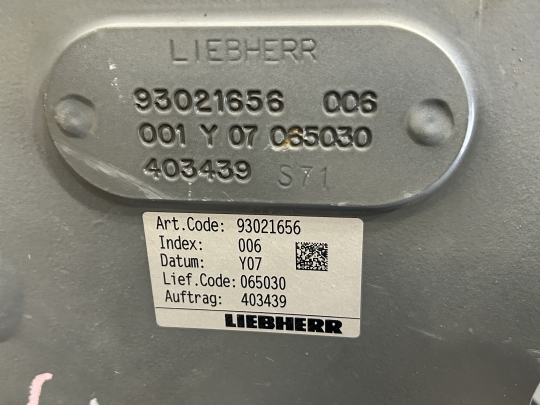 LIEBHERR
93021656 006
001 Y 07 065030
403439 S71
Art.Code: 93021656
Index: 006
Datum: Y07
Lief.Code: 065030
Auftrag: 403439
LIEBHERR